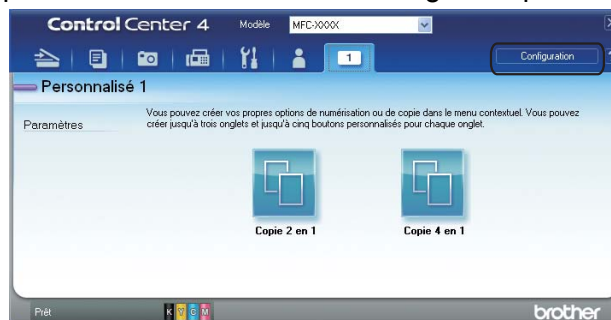 Control Center 4
Modèle
MFC-XXXX
1
Configuration
Personnalisé 1
Paramètres
Vous pouvez créer vos propres options de numérisation ou de copie dans le menu contextuel. Vous pouvez
créer jusqu'à trois onglets et jusqu'à cinq boutons personnalisés pour chaque onglet.
Copie 2 en 1
Copie 4 en 1
Prêt
K Y C M
brother